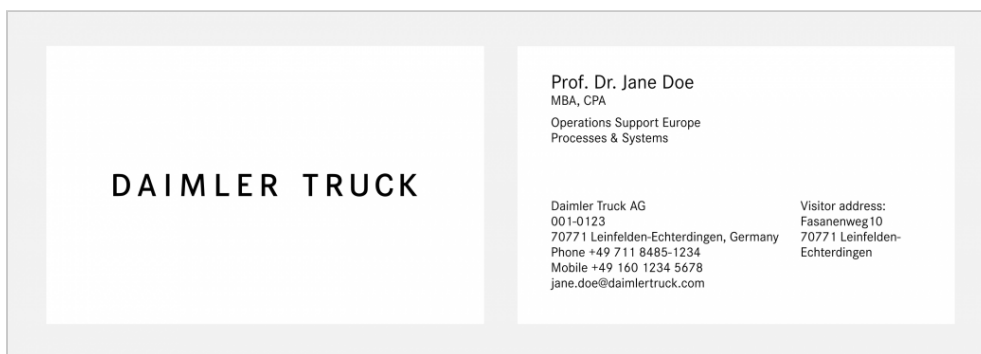 DAIMLER TRUCK
Prof. Dr. Jane Doe
MBA, CPA
Operations Support Europe
Processes & Systems
Daimler Truck AG
001-0123
70771 Leinfelden-Echterdingen, Germany
Phone +49 711 8485-1234
Mobile +49 160 1234 5678
jane.doe@daimlertruck.com
Visitor address:
Fasanenweg10
70771 Leinfelden-
Echterdingen